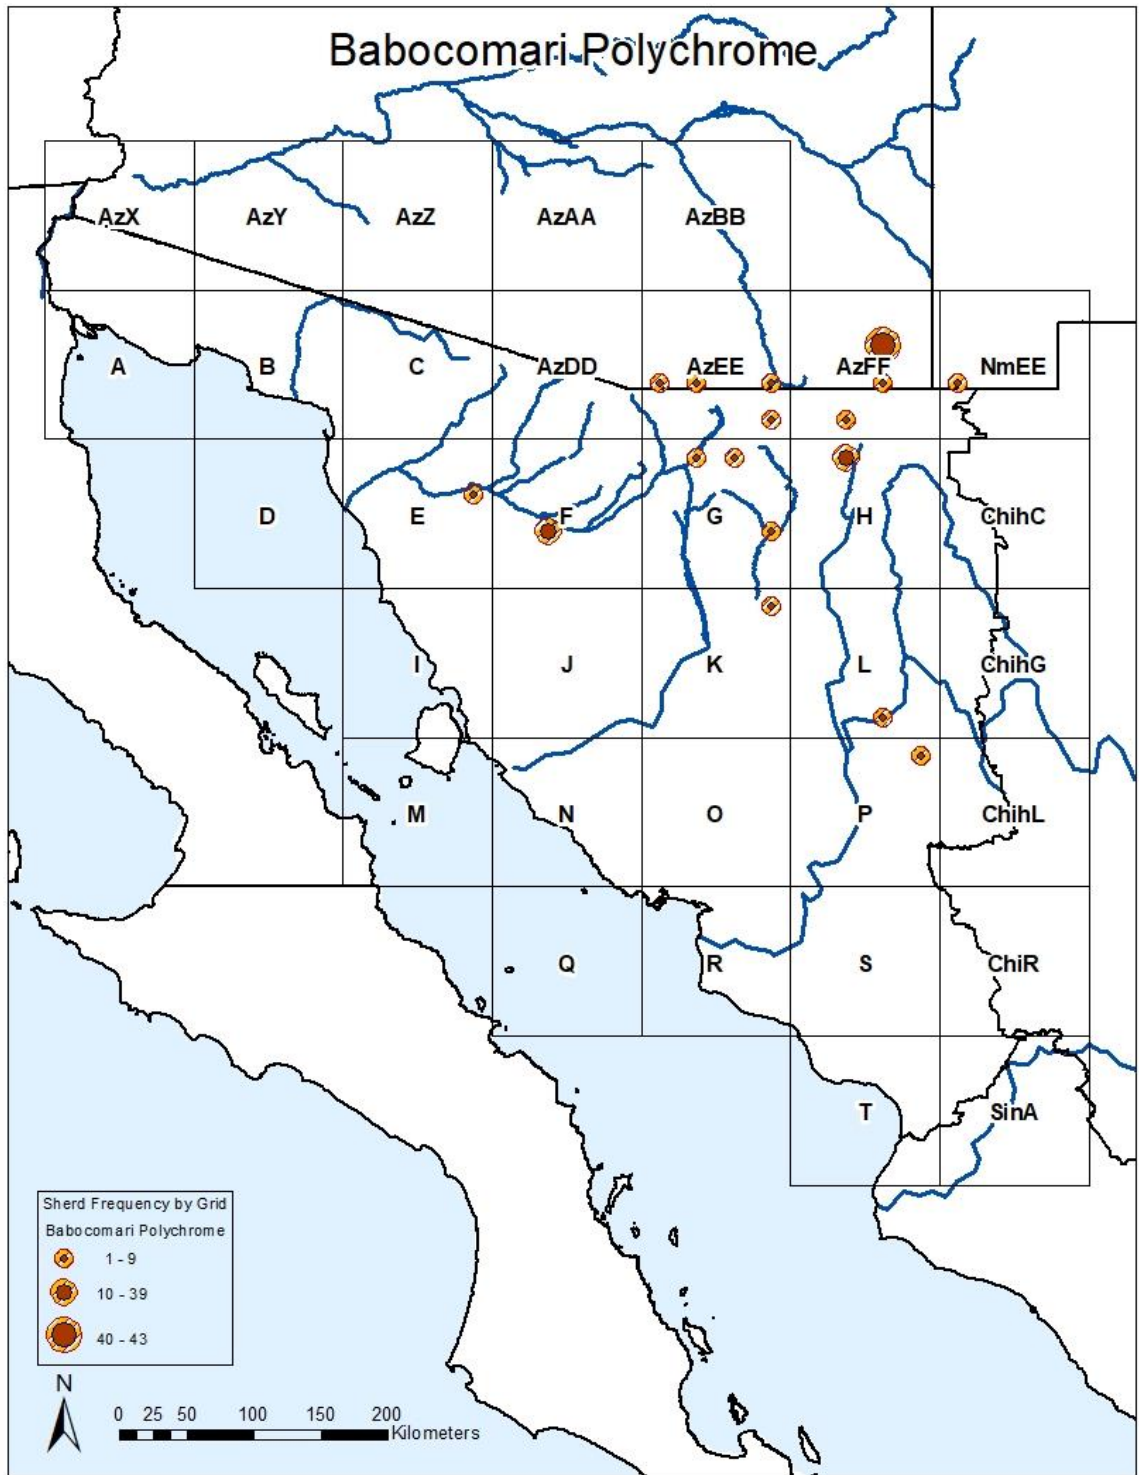 Babocomari Polychrome
AzX AzY AzZ AzAA AzBB
A B C AzDD AzEE AzFF NmEE
D E F G H ChihC
I J K L ChihG
M N O P ChihL
Q R S ChiR
T SinA
Sherd Frequency by Grid
Babocomari Polychrome
1 - 9
10 - 39
40 - 43
N
0 25 50 100 150 200
Kilometers